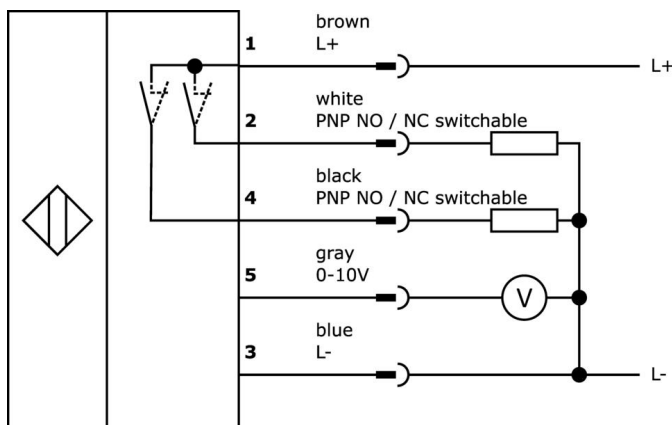 brown
1 L+
L+
white
2 PNP NO / NC switchable
black
4 PNP NO / NC switchable
gray
5 0-10V
V
blue
3 L-
L-